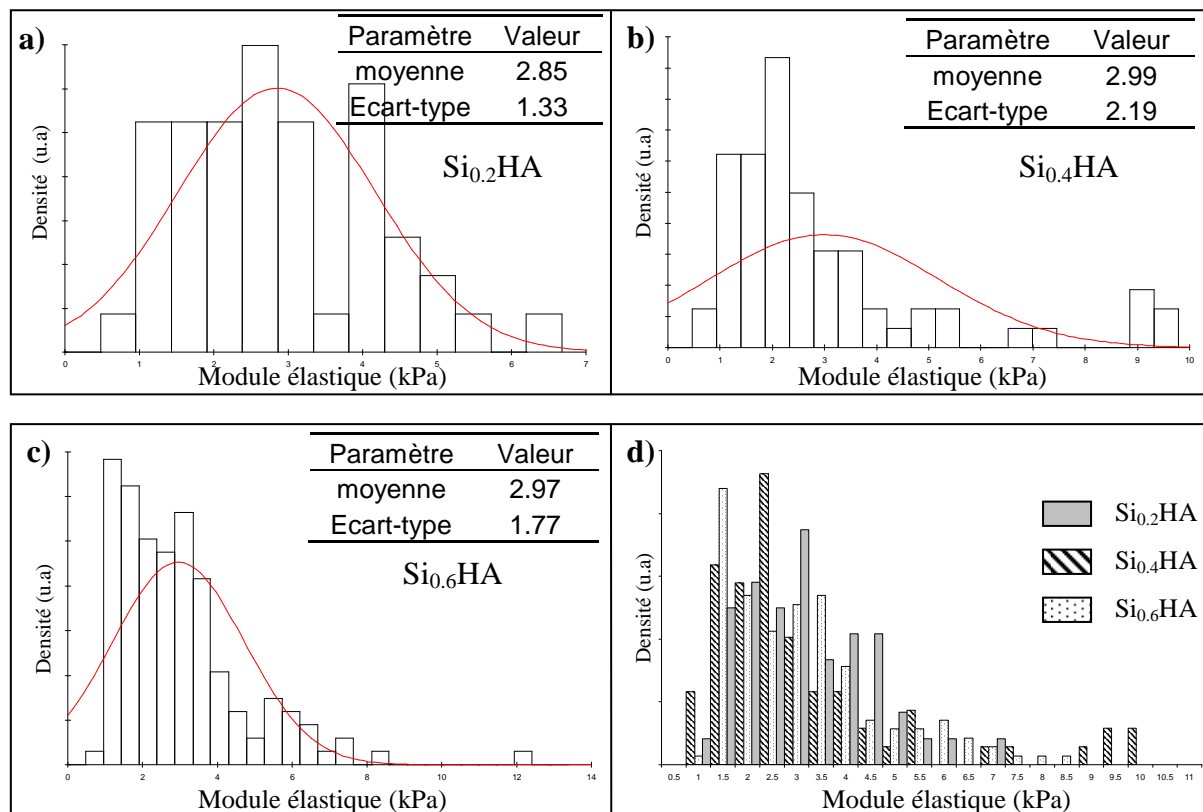 a)
Paramètre Valeur
moyenne 2.85
Ecart-type 1.33
Si0.2HA
Densité (u.a)
0 1 2 3 4 5 6 7
Module élastique (kPa)
b)
Paramètre Valeur
moyenne 2.99
Ecart-type 2.19
Si0.4HA
Densité (u.a)
0 1 2 3 4 5 6 7 8 9 10
Module élastique (kPa)
c)
Paramètre Valeur
moyenne 2.97
Ecart-type 1.77
Si0.6HA
Densité (u.a)
0 2 4 6 8 10 12 14
Module élastique (kPa)
d)
Si0.2HA
Si0.4HA
Si0.6HA
Densité (u.a)
0.5 1 1.5 2 2.5 3 3.5 4 4.5 5 5.5 6 6.5 7 7.5 8 8.5 9 9.5 10 10.5 11
Module élastique (kPa)